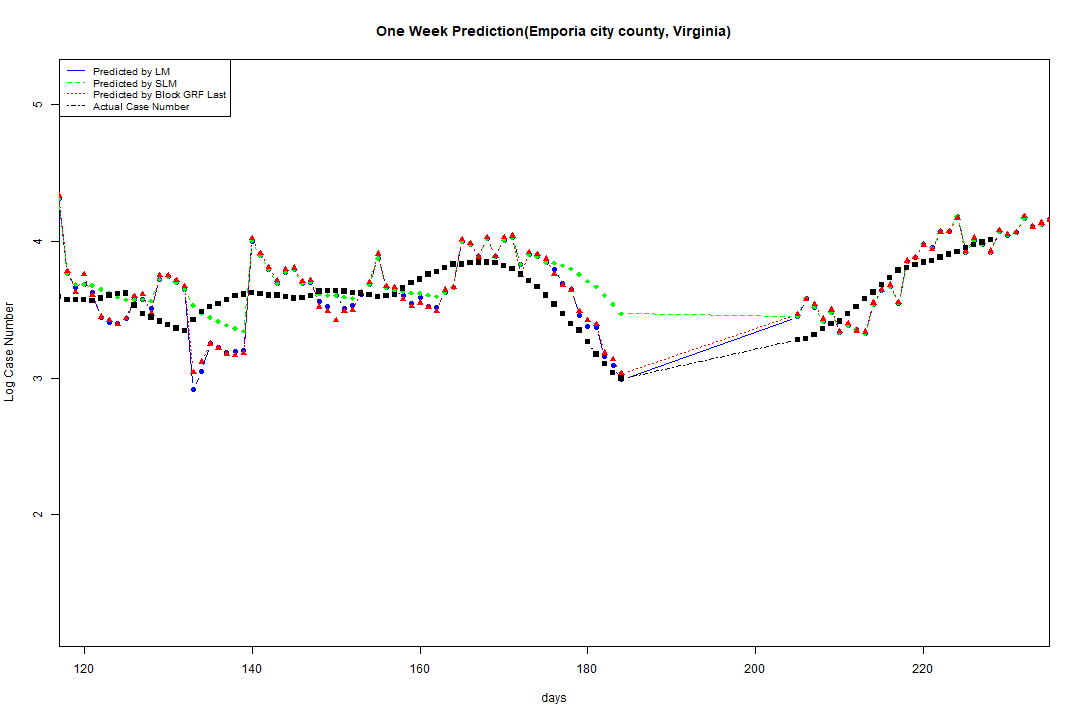 One Week Prediction(Emporia city county, Virginia)
Predicted by LM
Predicted by SLM
Predicted by Block GRF Last
Actual Case Number
5
4
3
2
Log Case Number
120 140 160 180 200 220
days